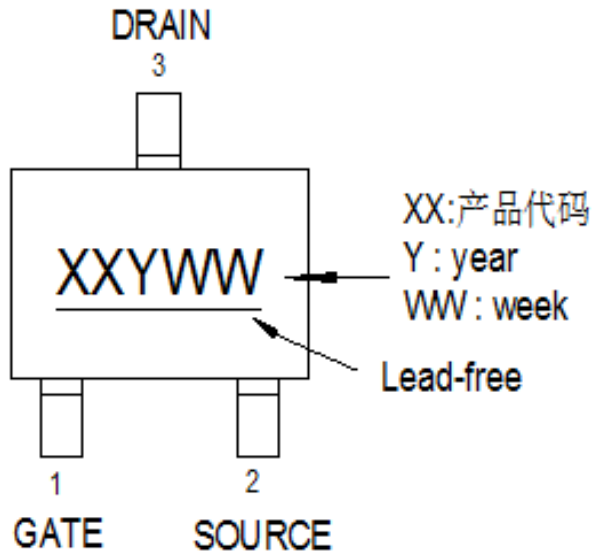 DRAIN
3
XXYWW
XX:产品代码
Y : year
WW : week
Lead-free
1
2
GATE
SOURCE